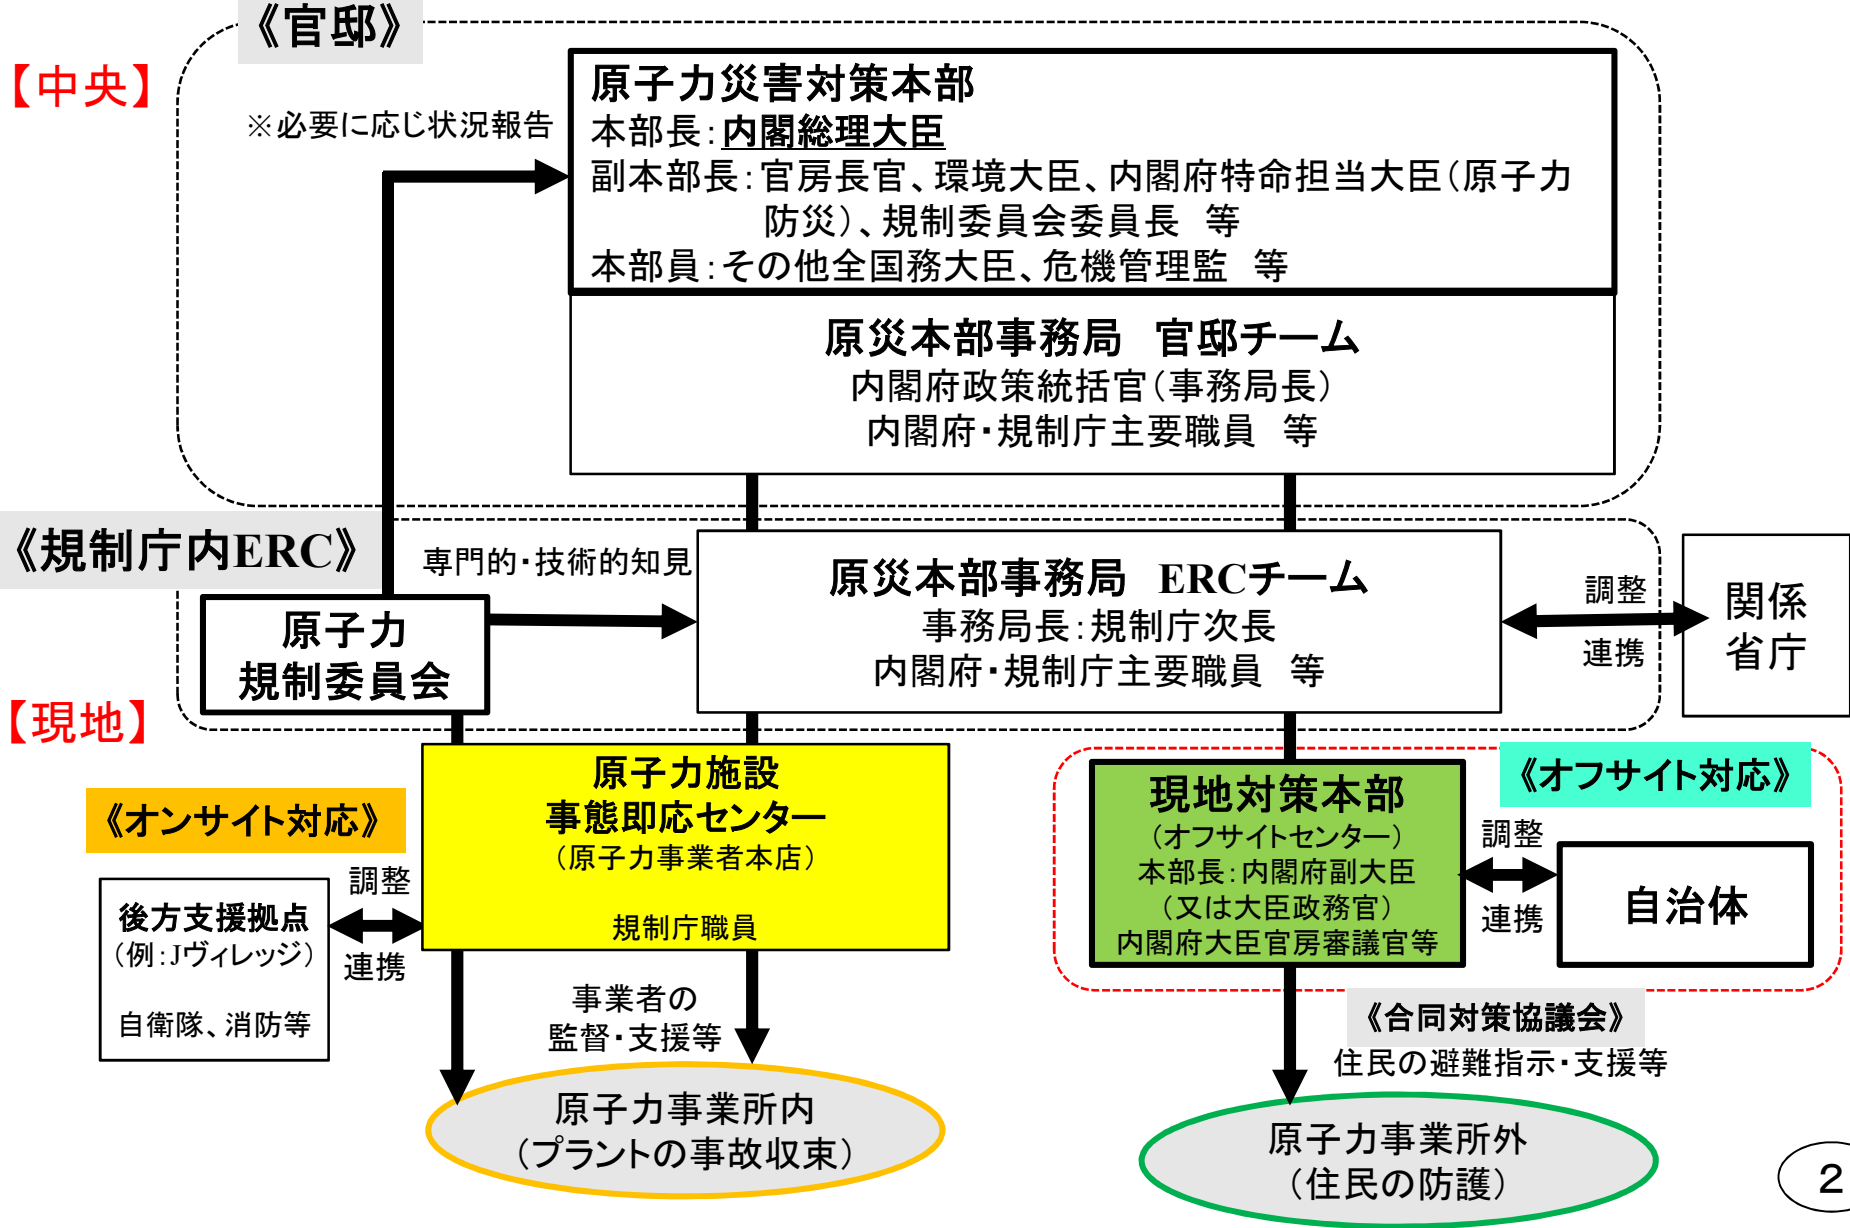 《官邸》
【中央】
※必要に応じ状況報告
原子力災害対策本部
本部長：内閣総理大臣
副本部長：官房長官、環境大臣、内閣府特命担当大臣（原子力
防災）、規制委員会委員長　等
本部員：その他全国務大臣、危機管理監　等
原災本部事務局　官邸チーム
内閣府政策統括官（事務局長）
内閣府・規制庁主要職員　等
《規制庁内ERC》
専門的・技術的知見
原子力
規制委員会
原災本部事務局　ERCチーム
事務局長：規制庁次長
内閣府・規制庁主要職員　等
調整
連携
関係
省庁
【現地】
《オンサイト対応》
原子力施設
事態即応センター
（原子力事業者本店）
規制庁職員
調整
連携
後方支援拠点
（例：Jヴィレッジ）
自衛隊、消防等
事業者の
監督・支援等
原子力事業所内
（プラントの事故収束）
《オフサイト対応》
現地対策本部
（オフサイトセンター）
本部長：内閣府副大臣
（又は大臣政務官）
内閣府大臣官房審議官等
調整
連携
自治体
《合同対策協議会》
住民の避難指示・支援等
原子力事業所外
（住民の防護）
2